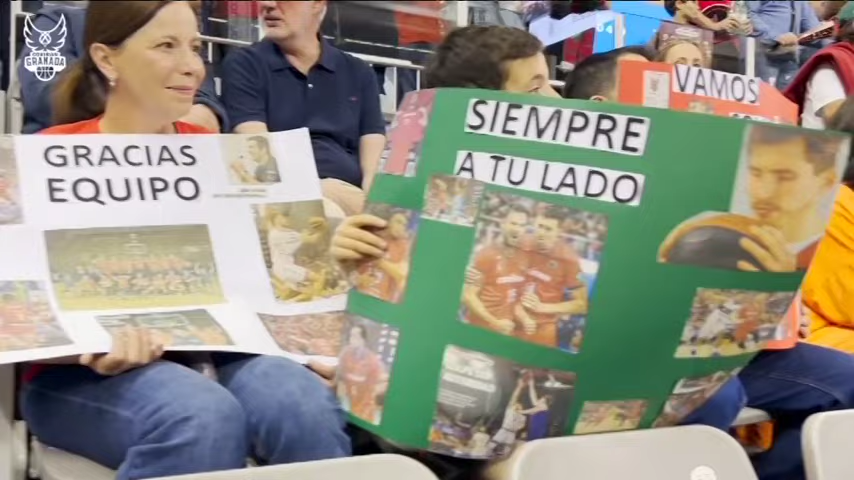 GRANADA
GRACIAS
EQUIPO
SIEMPRE
A TU LADO
VAMOS